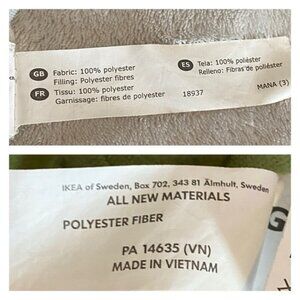 GB Fabric: 100% polyester
Filling: Polyester fibres
FR Tissu: 100% polyester
Garnissage: fibres de polyester
ES Tela: 100% poliéster
Relleno: Fibras de poliéster
18937
MANA (3)
IKEA of Sweden, Box 702, 343 81 Älmhult, Sweden
ALL NEW MATERIALS
POLYESTER FIBER
PA 14635 (VN)
MADE IN VIETNAM
G